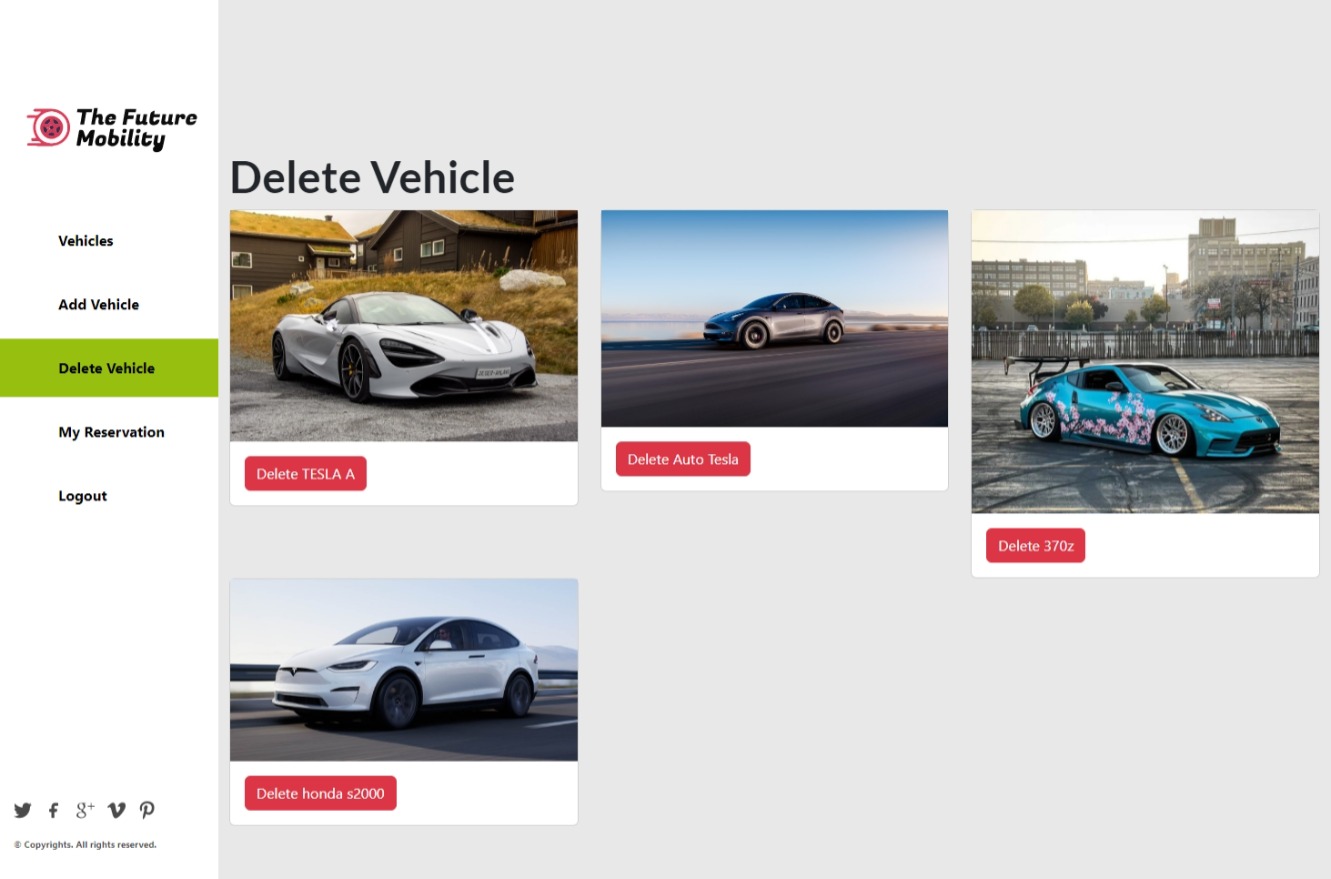 The Future
Mobility
Vehicles
Add Vehicle
Delete Vehicle
My Reservation
Logout
© Copyrights. All rights reserved.
Delete Vehicle
Delete TESLA A
Delete Auto Tesla
Delete 370z
Delete honda s2000